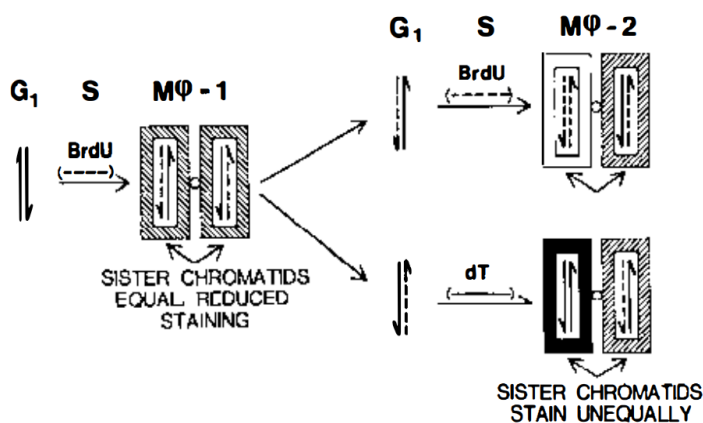 G₁ S Mφ-2
BrdU
G₁ S Mφ-1
BrdU
SISTER CHROMATIDS
EQUAL REDUCED
STAINING
dT
SISTER CHROMATIDS
STAIN UNEQUALLY